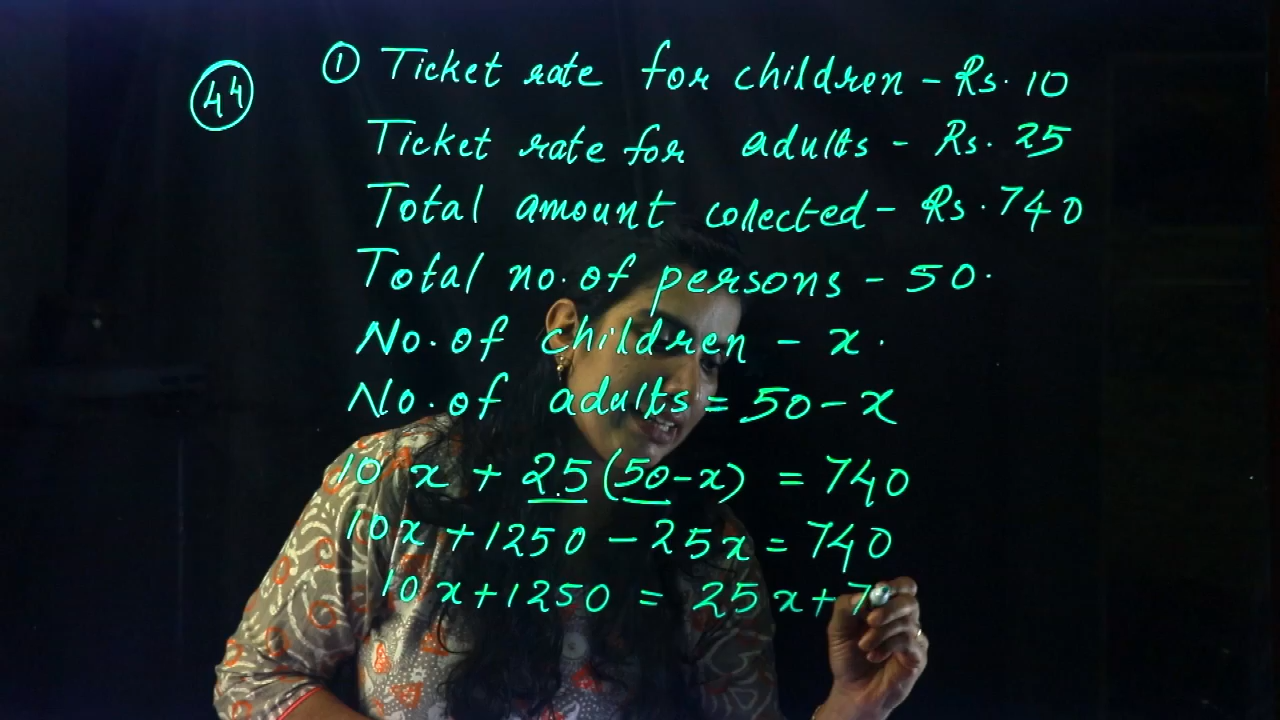 44
① Ticket rate for children - Rs. 10
Ticket rate for adults - Rs. 25
Total amount collected - Rs. 740
Total no. of persons - 50.
No. of children - x.
No. of adults = 50 - x
10 x + 25 (50 - x) = 740
10x + 1250 - 25x = 740
10x + 1250 = 25x + 7